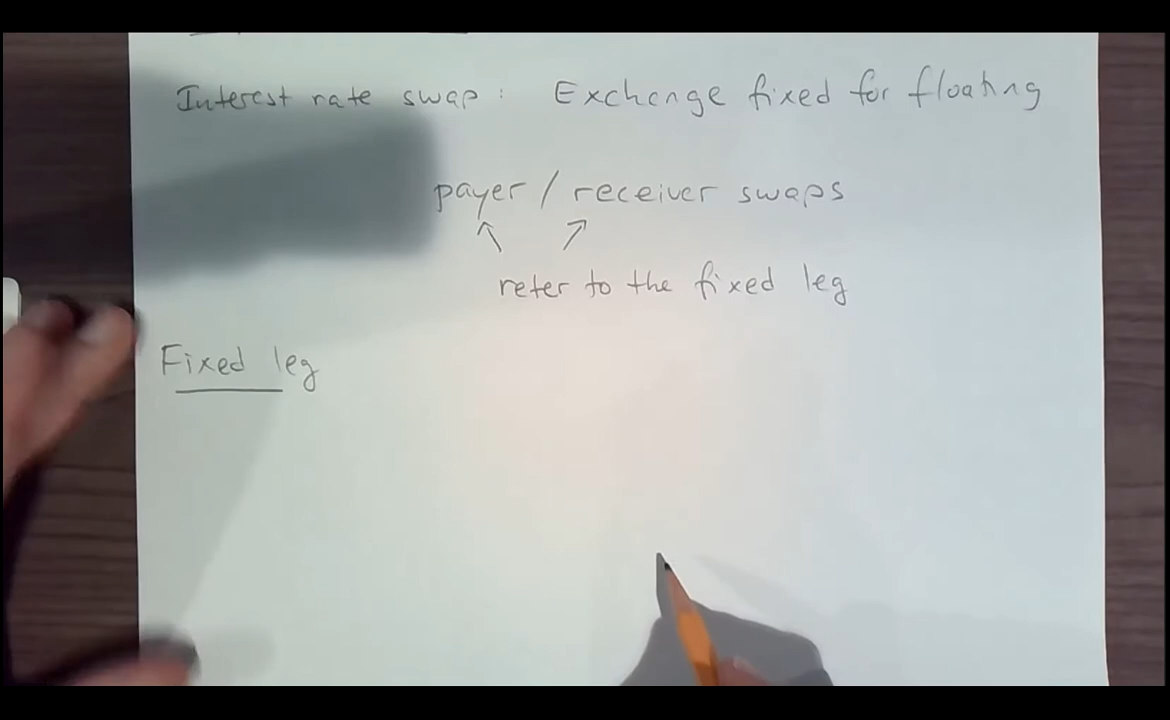 Interest rate swap: Exchange fixed for floating
payer / receiver swaps
refer to the fixed leg
Fixed leg